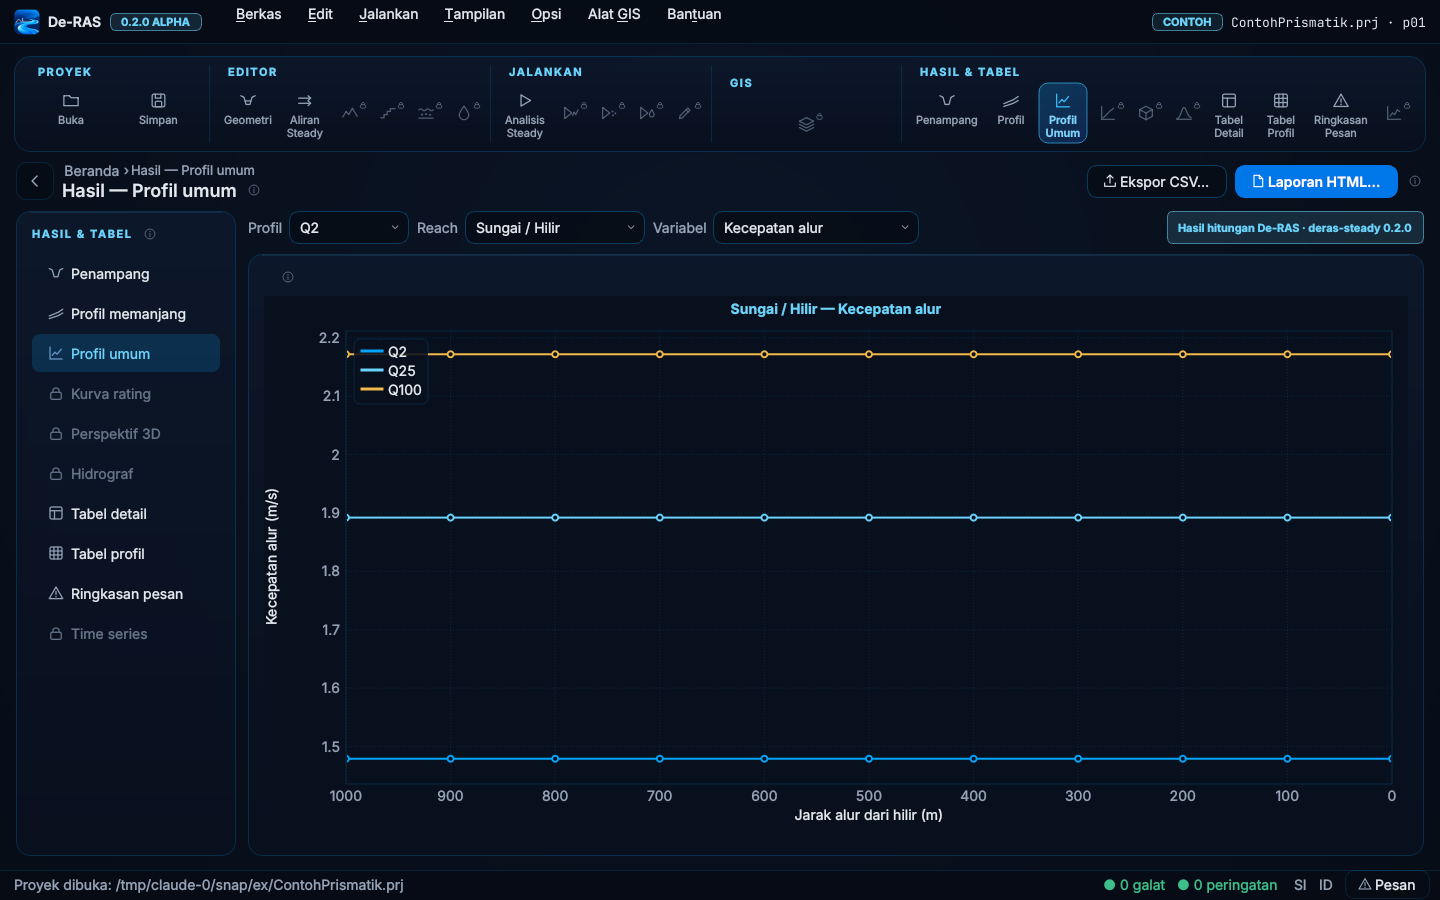 De-RAS 0.2.0 ALPHA Berkas Edit Jalankan Tampilan Opsi Alat GIS Bantuan CONTOH ContohPrismatik.prj · p01
PROYEK EDITOR JALANKAN GIS HASIL & TABEL
Buka Simpan Geometri Aliran Steady Analisis Steady Penampang Profil Profil Umum Tabel Detail Tabel Profil Ringkasan Pesan
Beranda › Hasil — Profil umum
Hasil — Profil umum
Ekspor CSV... Laporan HTML...
HASIL & TABEL
Penampang
Profil memanjang
Profil umum
Kurva rating
Perspektif 3D
Hidrograf
Tabel detail
Tabel profil
Ringkasan pesan
Time series
Profil Q2 Reach Sungai / Hilir Variabel Kecepatan alur Hasil hitungan De-RAS · deras-steady 0.2.0
Sungai / Hilir — Kecepatan alur
Q2
Q25
Q100
Kecepatan alur (m/s)
2.2
2.1
2
1.9
1.8
1.7
1.6
1.5
1000 900 800 700 600 500 400 300 200 100 0
Jarak alur dari hilir (m)
Proyek dibuka: /tmp/claude-0/snap/ex/ContohPrismatik.prj 0 galat 0 peringatan SI ID Pesan